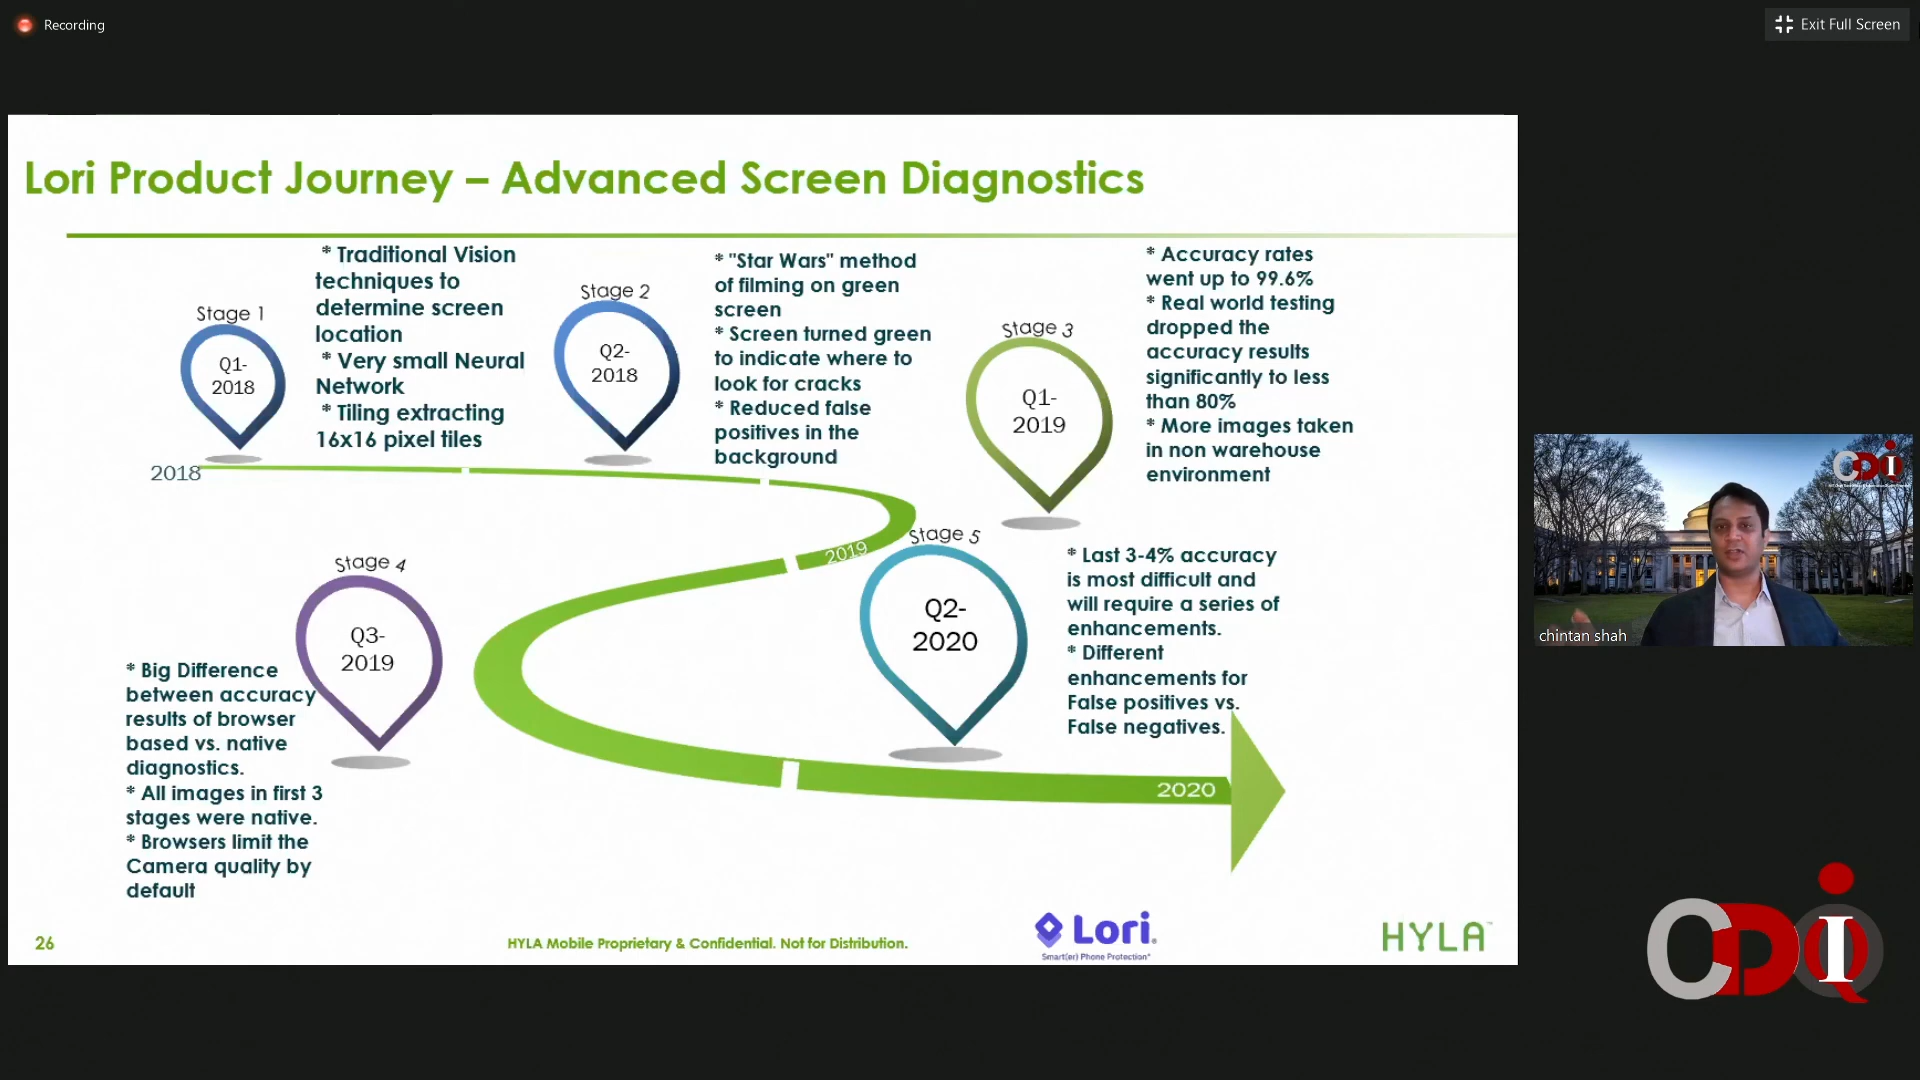 Recording
Exit Full Screen
Lori Product Journey – Advanced Screen Diagnostics
Stage 1
Q1-
2018
* Traditional Vision
techniques to
determine screen
location
* Very small Neural
Network
* Tiling extracting
16x16 pixel tiles
Stage 2
Q2-
2018
* "Star Wars" method
of filming on green
screen
* Screen turned green
to indicate where to
look for cracks
* Reduced false
positives in the
background
Stage 3
Q1-
2019
* Accuracy rates
went up to 99.6%
* Real world testing
dropped the
accuracy results
significantly to less
than 80%
* More images taken
in non warehouse
environment
2018
2019
Stage 4
Q3-
2019
* Big Difference
between accuracy
results of browser
based vs. native
diagnostics.
* All images in first 3
stages were native.
* Browsers limit the
Camera quality by
default
Stage 5
Q2-
2020
* Last 3-4% accuracy
is most difficult and
will require a series of
enhancements.
* Different
enhancements for
False positives vs.
False negatives.
2020
26
HYLA Mobile Proprietary & Confidential. Not for Distribution.
Lori
Smart(er) Phone Protection
HYLA™
CDQI
chintan shah
CDQI